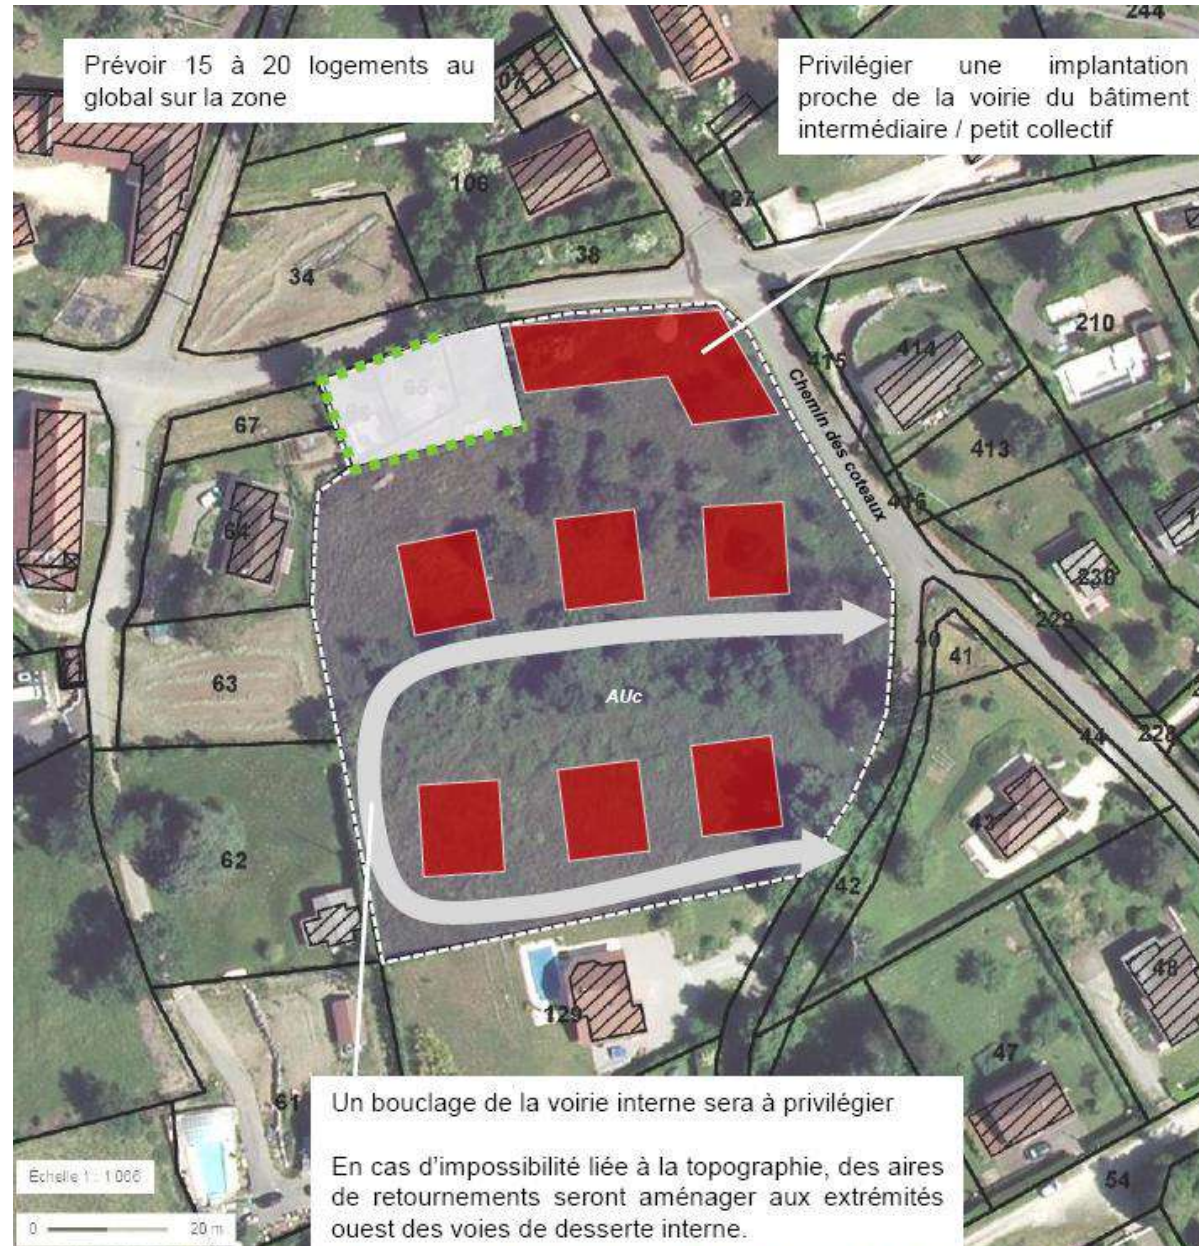 244
Prévoir 15 à 20 logements au
global sur la zone
Privilégier une implantation
proche de la voirie du bâtiment
intermédiaire / petit collectif
106
127
34
38
210
415
414
65
66
67
413
Chemin des coteaux
416
64
230
229
40
41
63
AUc
44
228
43
62
42
48
129
47
61
54
Un bouclage de la voirie interne sera à privilégier
En cas d'impossibilité liée à la topographie, des aires
de retournements seront aménager aux extrémités
ouest des voies de desserte interne.
Échelle 1 : 1 066
0 20 m